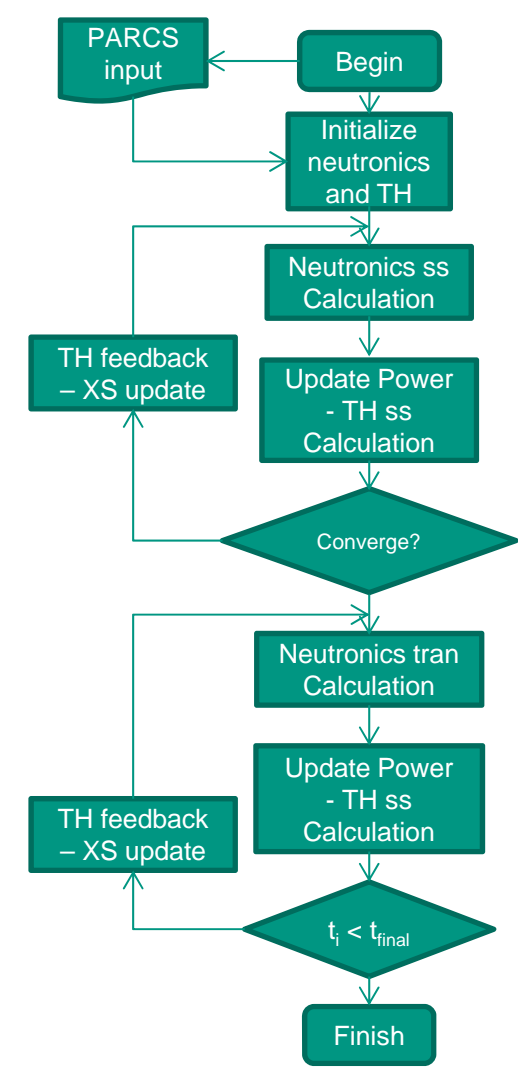 PARCS
input
Begin
Initialize
neutronics
and TH
Neutronics ss
Calculation
TH feedback
– XS update
Update Power
- TH ss
Calculation
Converge?
Neutronics tran
Calculation
Update Power
- TH ss
Calculation
TH feedback
– XS update
tᵢ < t_final
Finish